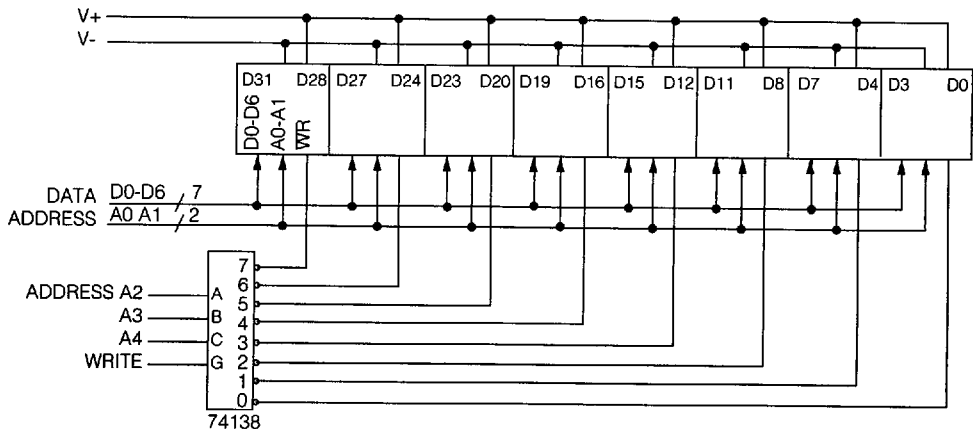 V+
V-
D31 D28 D27 D24 D23 D20 D19 D16 D15 D12 D11 D8 D7 D4 D3 D0
D0-D6
A0-A1
WR
DATA D0-D6 7
ADDRESS A0 A1 2
7
6
ADDRESS A2 A 5
A3 B 4
A4 C 3
WRITE G 2
1
0
74138